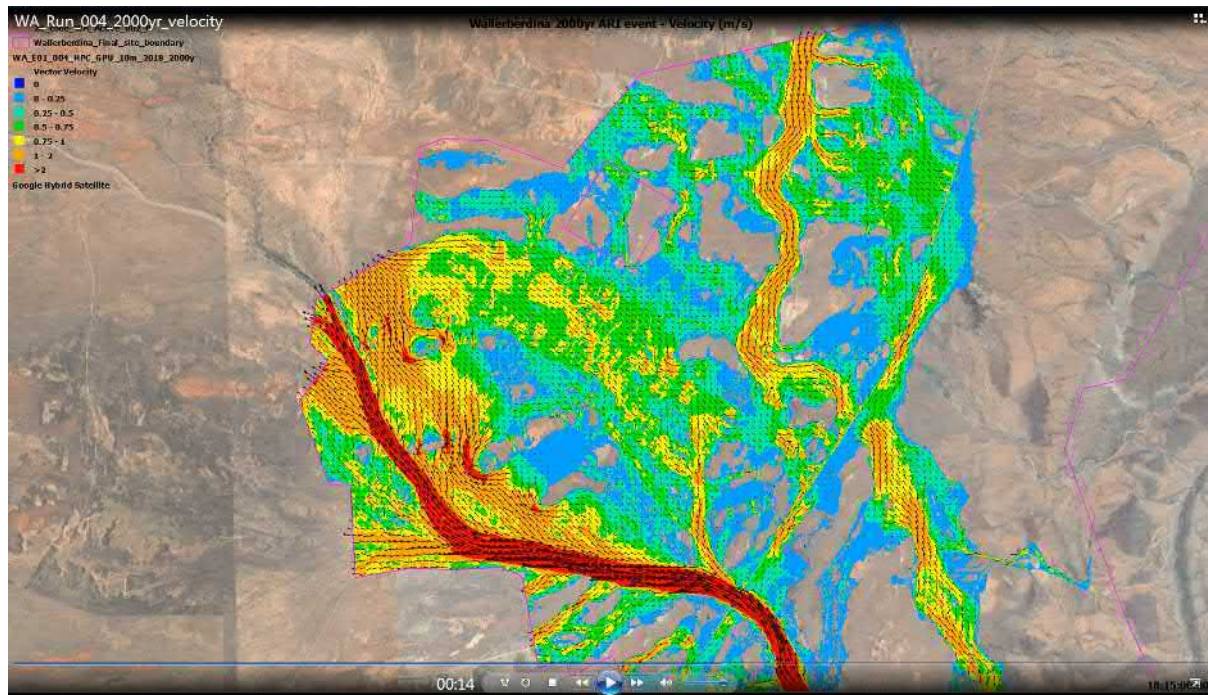 WA_Run_004_2000yr_velocity
Wallerberdina 2000yr ARI event - Velocity (m/s)
Wallerberdina_Final_site_boundary
WA_E01_004_HPC_GPU_10m_2018_2000y
Vector Velocity
0
0 - 0.25
0.25 - 0.5
0.5 - 0.75
0.75 - 1
1 - 2
>2
Google Hybrid Satellite
00:14